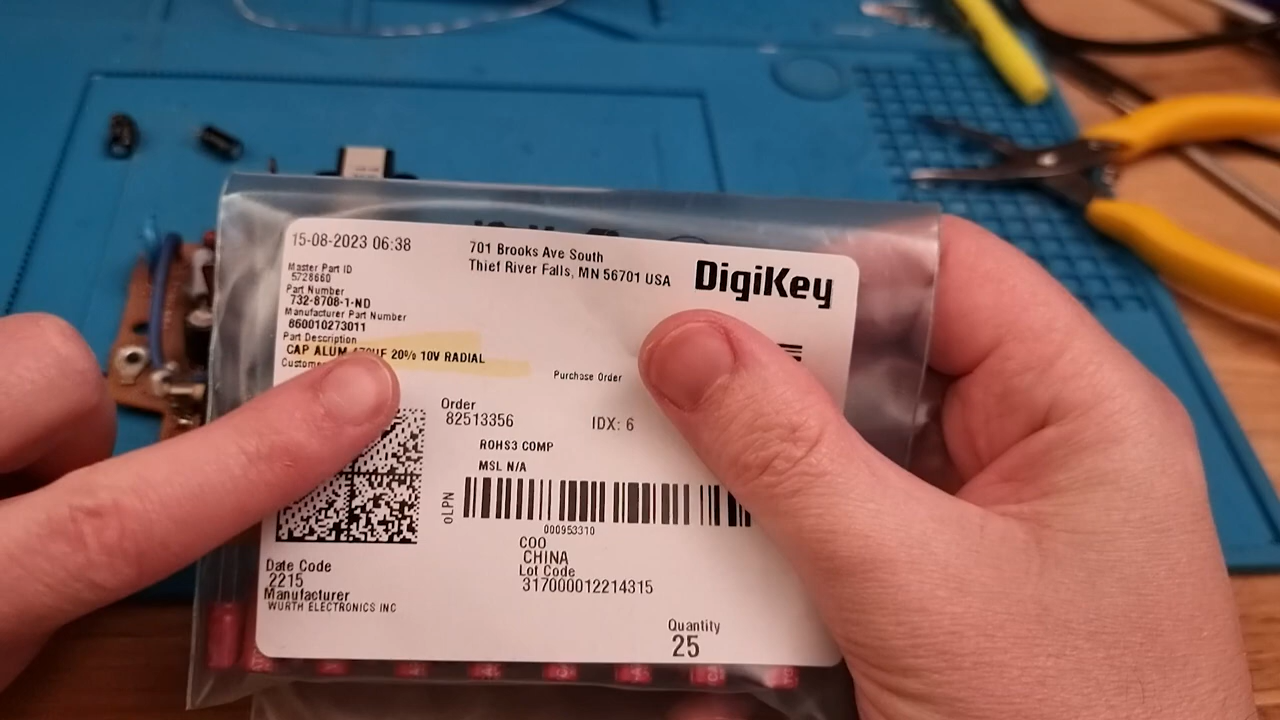 15-08-2023 06:38
701 Brooks Ave South
Thief River Falls, MN 56701 USA
DigiKey
Master Part ID
5728660
Part Number
732-8708-1-ND
Manufacturer Part Number
860010273011
Part Description
CAP ALUM 20% 10V RADIAL
Purchase Order
Order
82513356
IDX: 6
ROHS3 COMP
MSL N/A
oLPN
000953310
COO
CHINA
Lot Code
317000012214315
Date Code
2215
Manufacturer
WURTH ELECTRONICS INC
Quantity
25